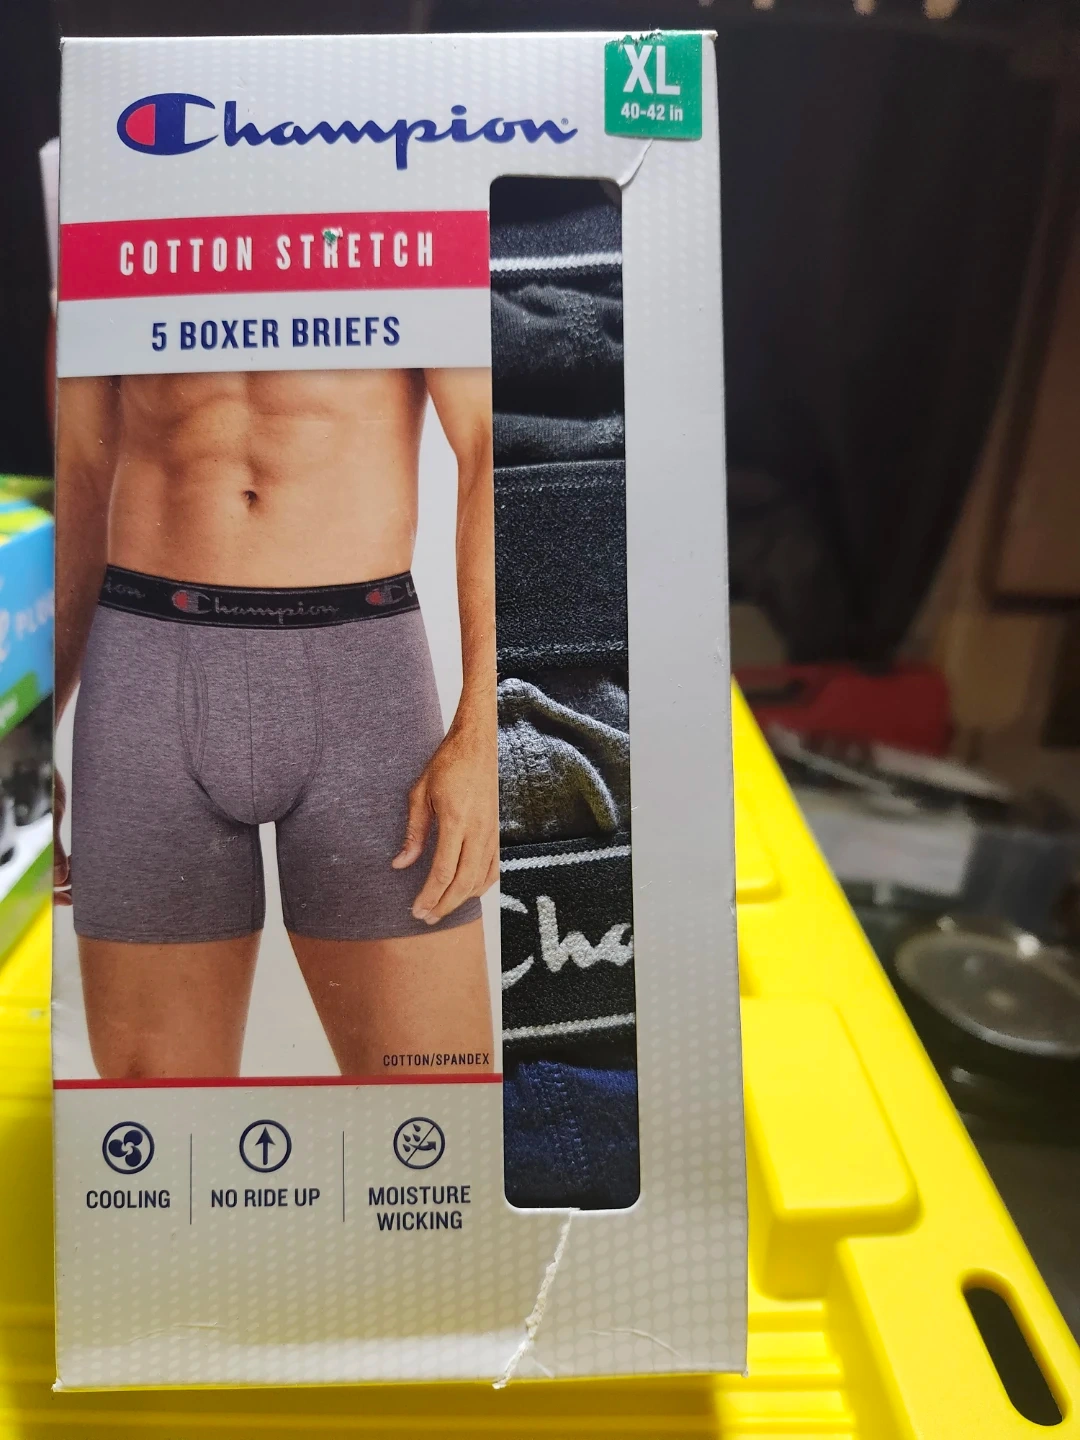 XL
40-42 in
Champion
COTTON STRETCH
5 BOXER BRIEFS
Champion
COTTON/SPANDEX
COOLING
NO RIDE UP
MOISTURE
WICKING
Cha